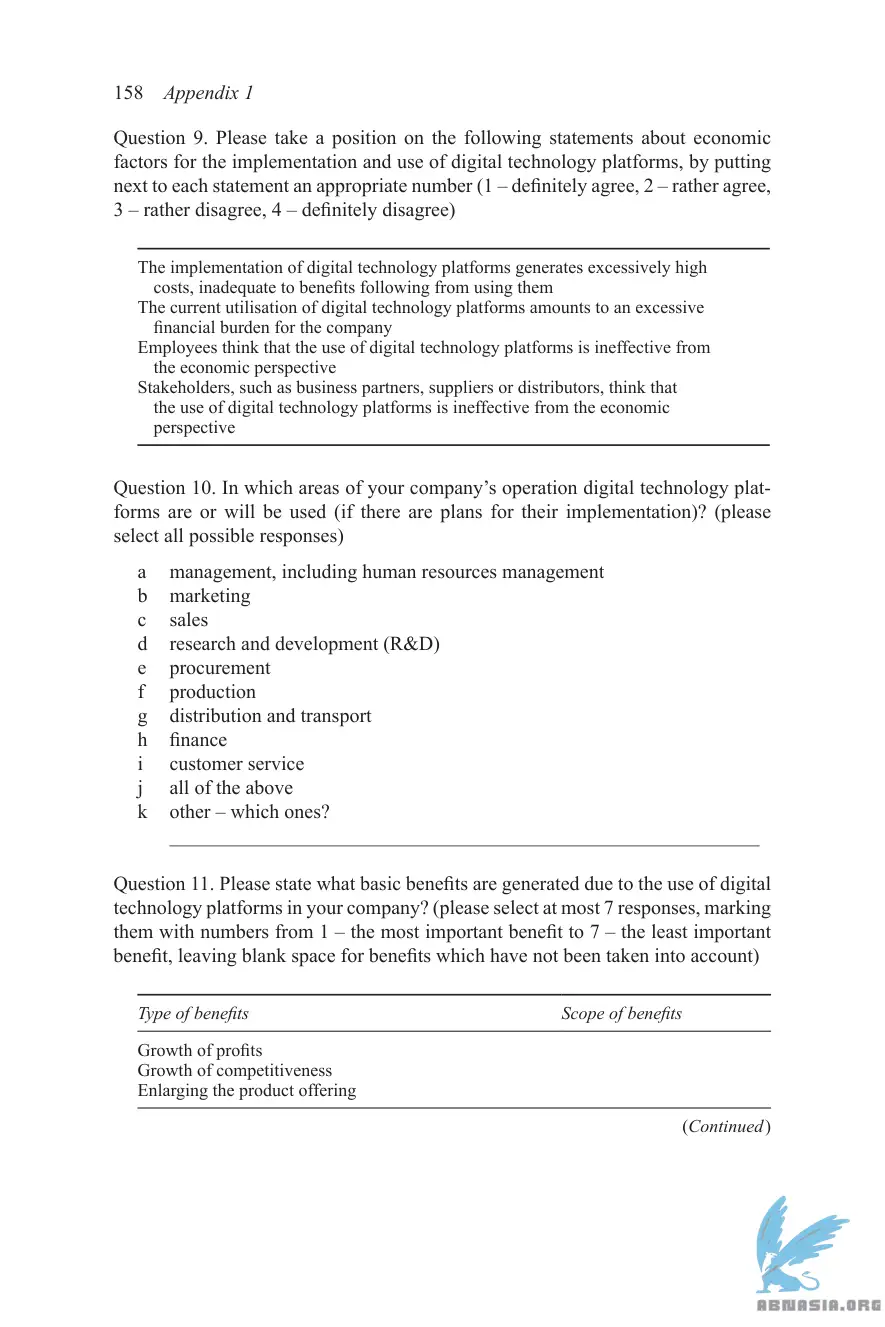 158 Appendix 1
Question 9. Please take a position on the following statements about economic
factors for the implementation and use of digital technology platforms, by putting
next to each statement an appropriate number (1 – definitely agree, 2 – rather agree,
3 – rather disagree, 4 – definitely disagree)
The implementation of digital technology platforms generates excessively high
costs, inadequate to benefits following from using them
The current utilisation of digital technology platforms amounts to an excessive
financial burden for the company
Employees think that the use of digital technology platforms is ineffective from
the economic perspective
Stakeholders, such as business partners, suppliers or distributors, think that
the use of digital technology platforms is ineffective from the economic
perspective
Question 10. In which areas of your company’s operation digital technology plat-
forms are or will be used (if there are plans for their implementation)? (please
select all possible responses)
a management, including human resources management
b marketing
c sales
d research and development (R&D)
e procurement
f production
g distribution and transport
h finance
i customer service
j all of the above
k other – which ones?
Question 11. Please state what basic benefits are generated due to the use of digital
technology platforms in your company? (please select at most 7 responses, marking
them with numbers from 1 – the most important benefit to 7 – the least important
benefit, leaving blank space for benefits which have not been taken into account)
Type of benefits Scope of benefits
Growth of profits
Growth of competitiveness
Enlarging the product offering
(Continued)
ABNASIA.ORG